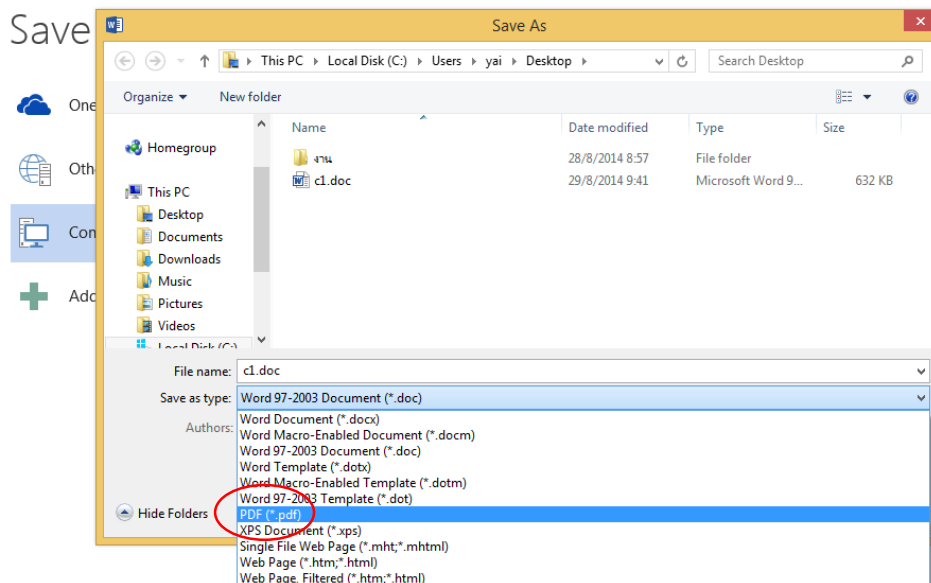 Save
Save As
One
Oth
Com
Add
This PC Local Disk (C:) Users yai Desktop
Search Desktop
Organize New folder
Name Date modified Type Size
Homegroup
งาน 28/8/2014 8:57 File folder
c1.doc 29/8/2014 9:41 Microsoft Word 9... 632 KB
This PC
Desktop
Documents
Downloads
Music
Pictures
Videos
Local Disk (C:)
File name: c1.doc
Save as type: Word 97-2003 Document (*.doc)
Authors:
Word Document (*.docx)
Word Macro-Enabled Document (*.docm)
Word 97-2003 Document (*.doc)
Word Template (*.dotx)
Word Macro-Enabled Template (*.dotm)
Word 97-2003 Template (*.dot)
Hide Folders
PDF (*.pdf)
XPS Document (*.xps)
Single File Web Page (*.mht;*.mhtml)
Web Page (*.htm;*.html)
Web Page, Filtered (*.htm;*.html)